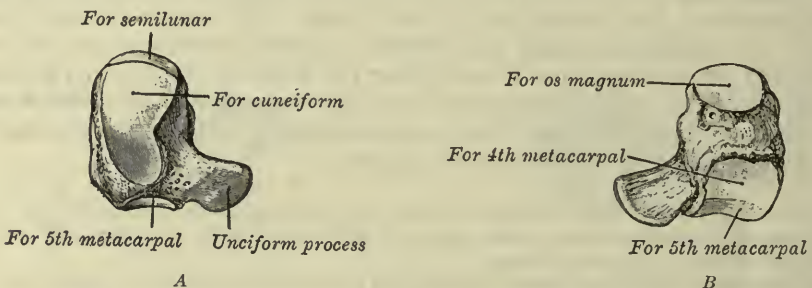 For semilunar
For cuneiform
For 5th metacarpal
Unciform process
A
For os magnum
For 4th metacarpal
For 5th metacarpal
B